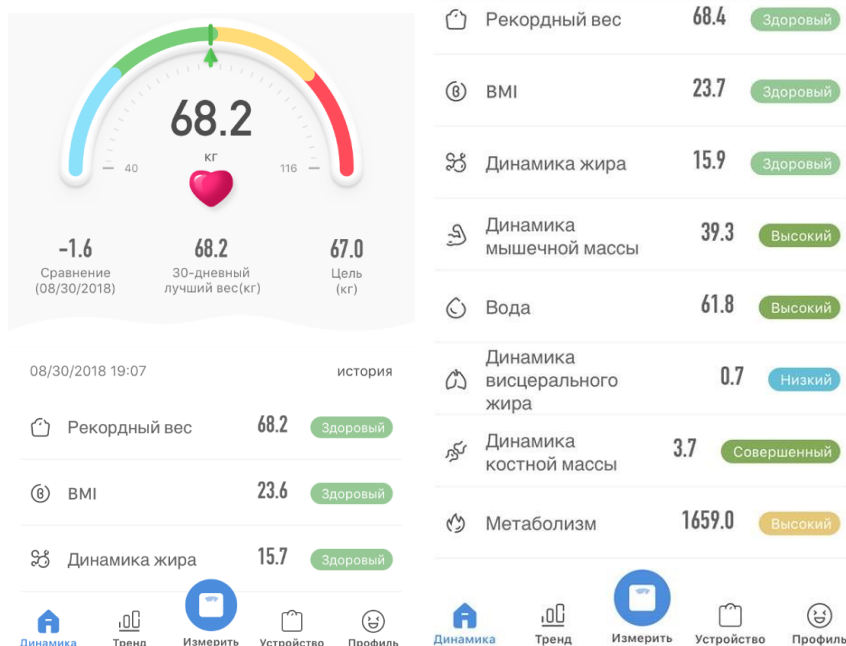 68.2
кг
40
116
-1.6
68.2
67.0
Сравнение
(08/30/2018)
30-дневный
лучший вес(кг)
Цель
(кг)
08/30/2018 19:07
история
Рекордный вес 68.2 Здоровый
BMI 23.6 Здоровый
Динамика жира 15.7 Здоровый
Динамика
Тренд
Измерить
Устройство
Профиль
Рекордный вес 68.4 Здоровый
BMI 23.7 Здоровый
Динамика жира 15.9 Здоровый
Динамика
мышечной массы 39.3 Высокий
Вода 61.8 Высокий
Динамика
висцерального 0.7 Низкий
жира
Динамика
костной массы 3.7 Совершенный
Метаболизм 1659.0 Высокий
Динамика
Тренд
Измерить
Устройство
Профиль